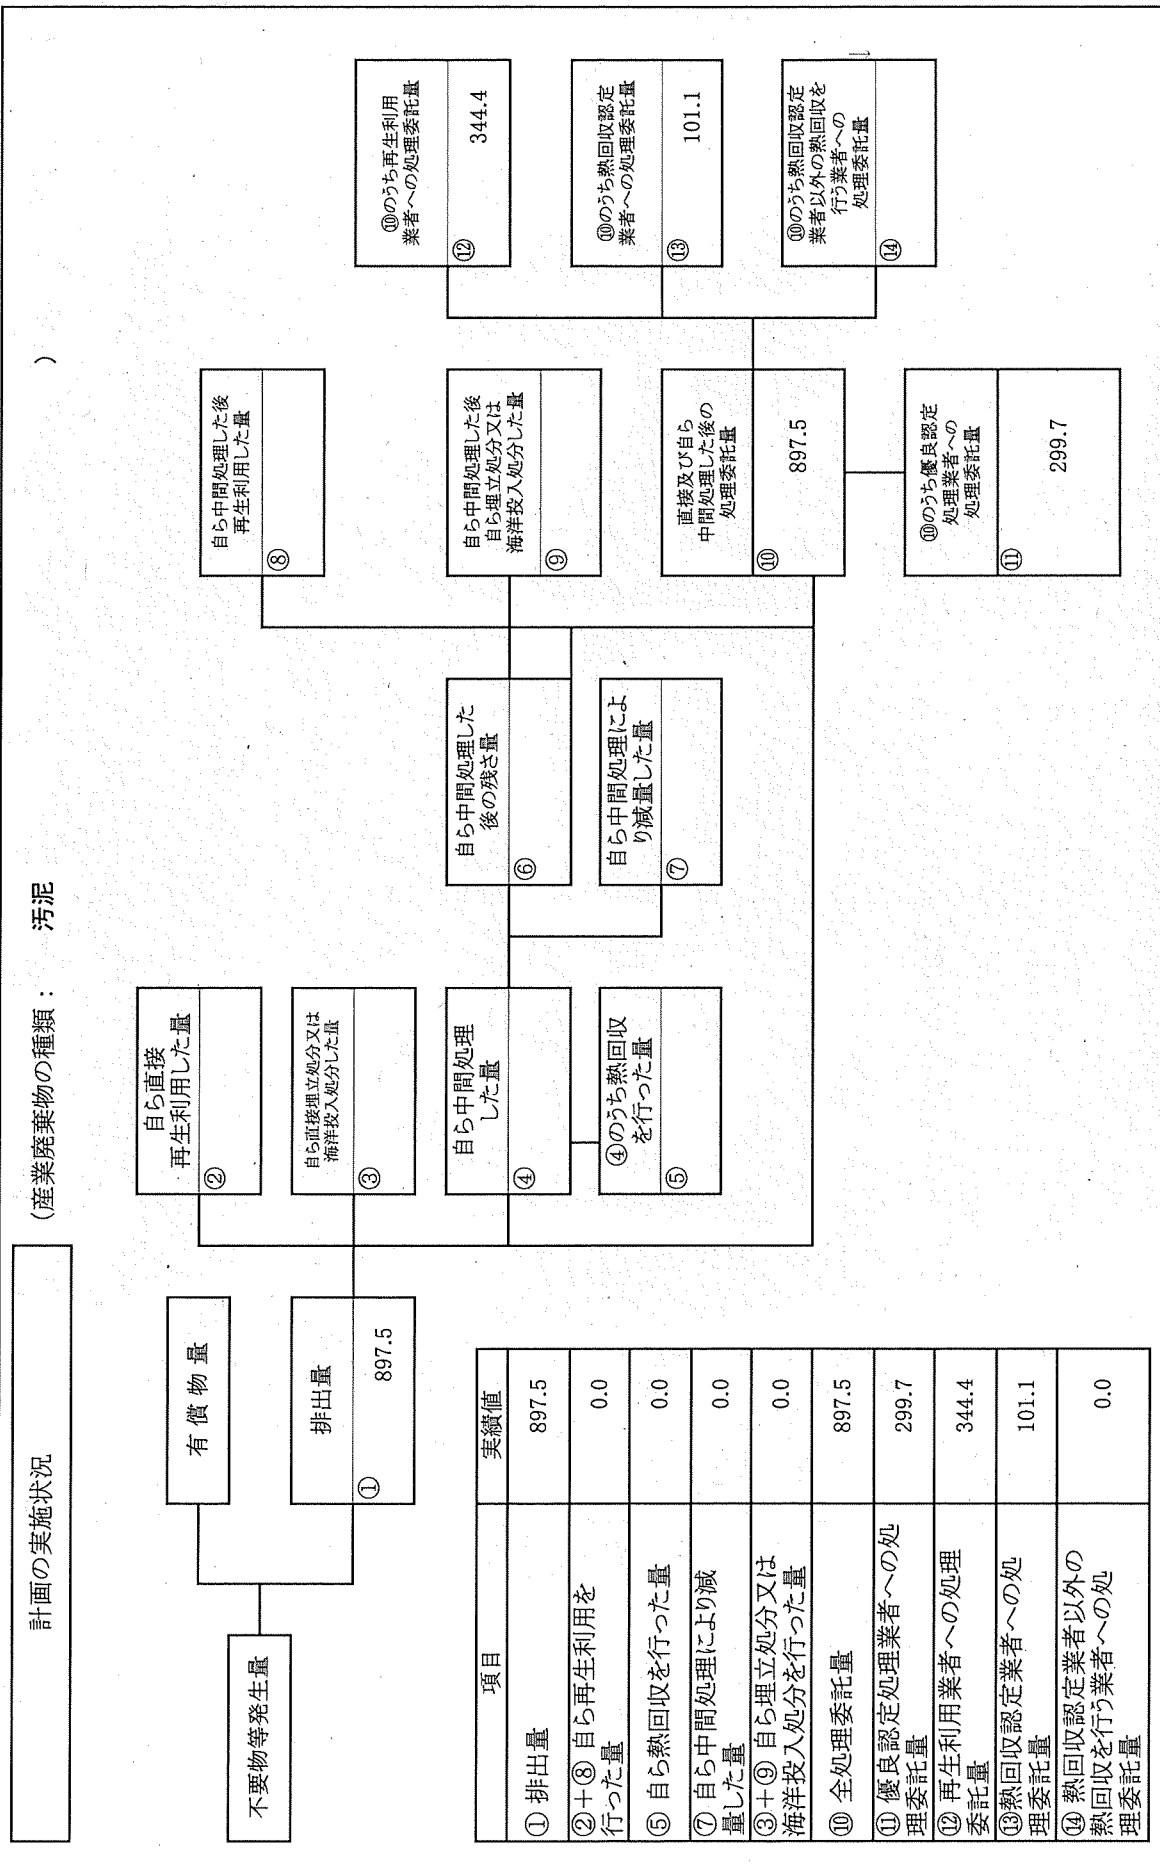 計画の実施状況
(産業廃棄物の種類： 汚泥 )
不要物等発生量
有償物量
排出量
① 897.5
自ら直接
再生利用した量
②
自ら直接埋立処分又は
海洋投入処分した量
③
自ら中間処理
した量
④
④のうち熱回収
を行った量
⑤
自ら中間処理した
後の残さ量
⑥
自ら中間処理によ
り減量した量
⑦
自ら中間処理した後
再生利用した量
⑧
自ら中間処理した後
自ら埋立処分又は
海洋投入処分した量
⑨
直接及び自ら
中間処理した後の
処理委託量
⑩ 897.5
⑩のうち優良認定
処理業者への
処理委託量
⑪ 299.7
⑩のうち再生利用
業者への処理委託量
⑫ 344.4
⑩のうち熱回収認定
業者への処理委託量
⑬ 101.1
⑩のうち熱回収認定
業者以外の熱回収を
行う業者への
処理委託量
⑭
項目 実績値
① 排出量 897.5
②＋⑧ 自ら再生利用を
行った量 0.0
⑤ 自ら熱回収を行った量 0.0
⑦ 自ら中間処理により減
量した量 0.0
③＋⑨ 自ら埋立処分又は
海洋投入処分を行った量 0.0
⑩ 全処理委託量 897.5
⑪ 優良認定処理業者への処
理委託量 299.7
⑫ 再生利用業者への処理
委託量 344.4
⑬熱回収認定業者への処
理委託量 101.1
⑭ 熱回収認定業者以外の
熱回収を行う業者への処
理委託量 0.0